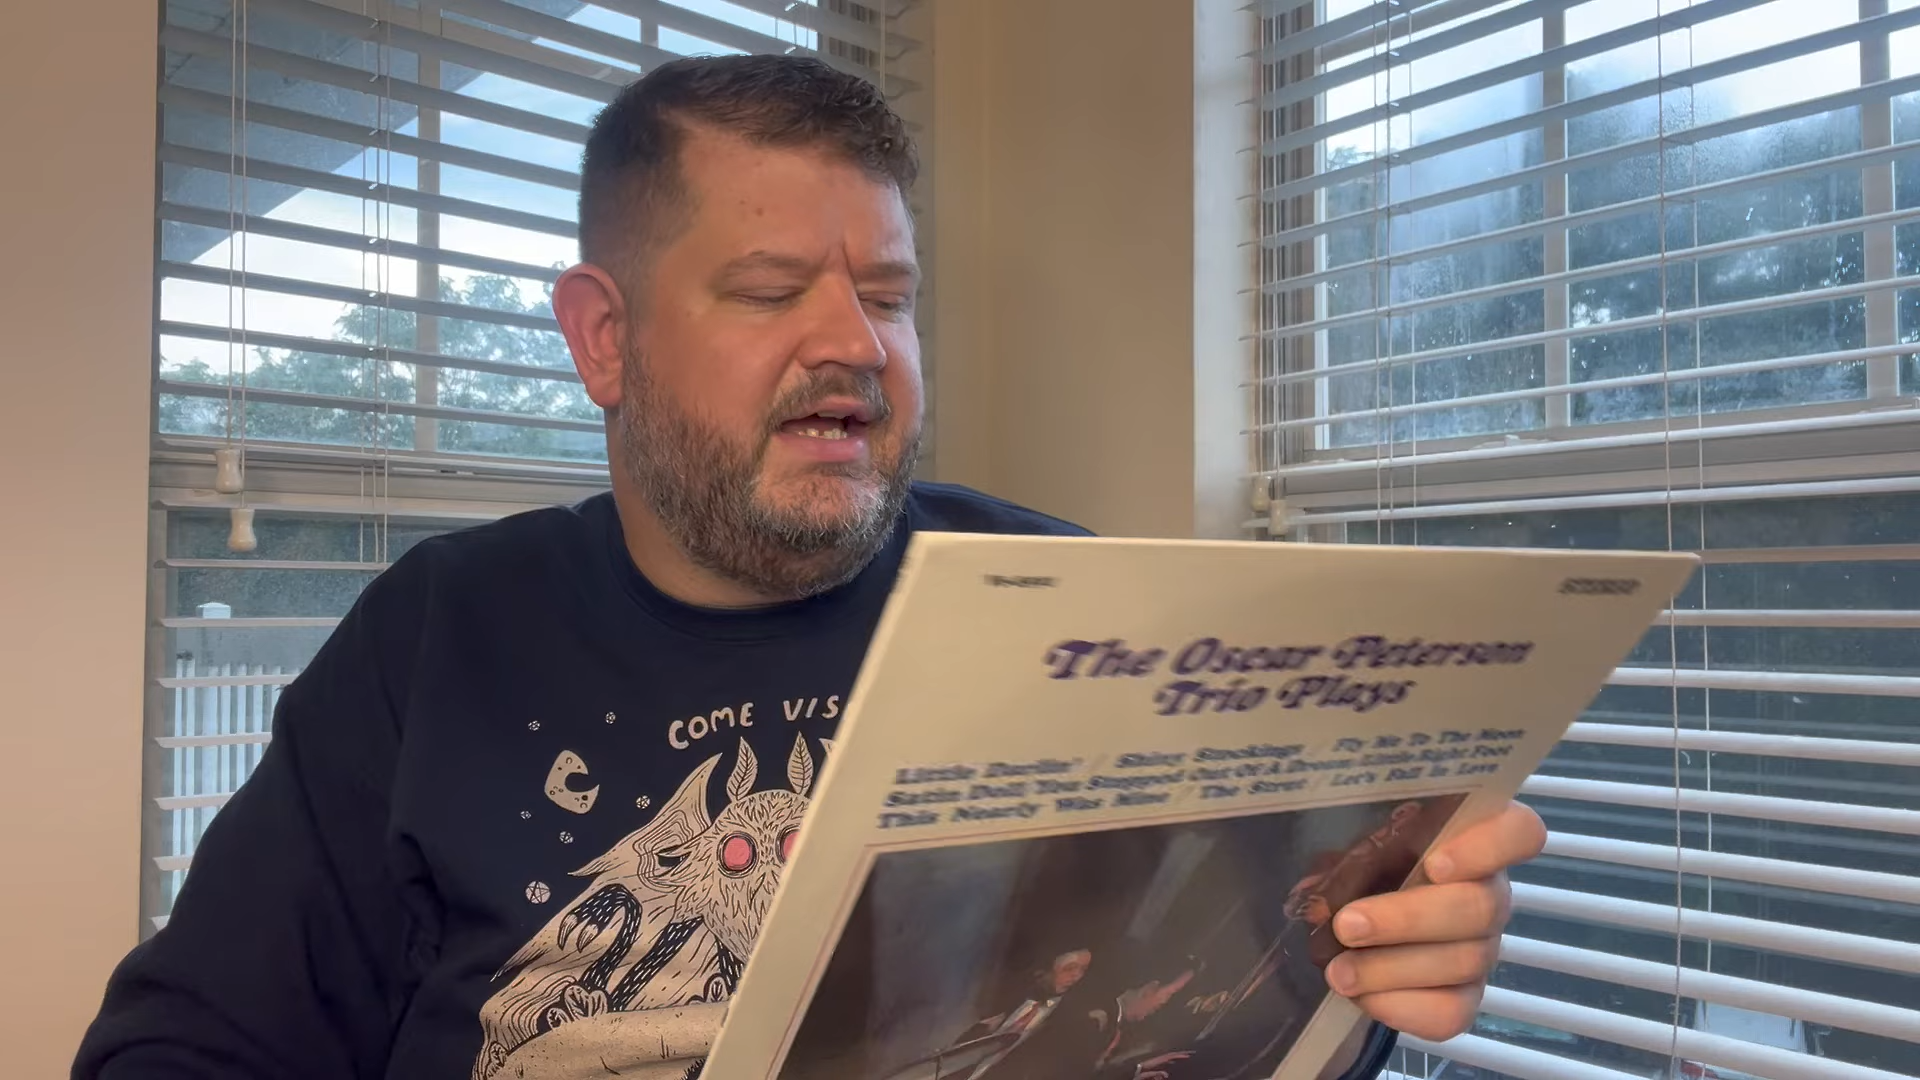 COME VIS
STEREO
The Oscar Peterson
Trio Plays
Little Darlin' / Shiny Stockings / Fly Me To The Moon
Satin Doll / You Stepped Out Of A Dream / Little Right Foot
This Nearly Was Mine / The Strut / Let's Fall In Love